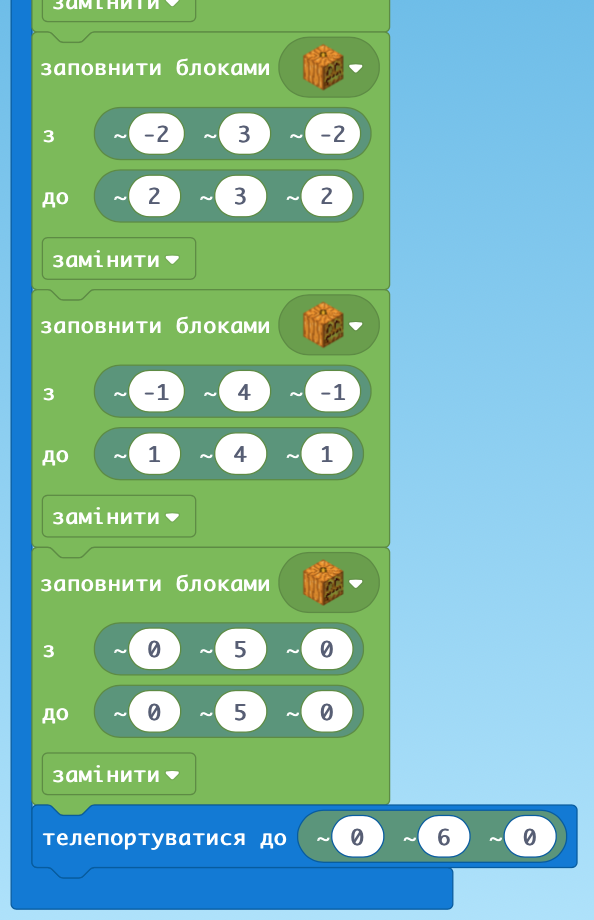 замінити
заповнити блоками
з ~ -2 ~ 3 ~ -2
до ~ 2 ~ 3 ~ 2
замінити
заповнити блоками
з ~ -1 ~ 4 ~ -1
до ~ 1 ~ 4 ~ 1
замінити
заповнити блоками
з ~ 0 ~ 5 ~ 0
до ~ 0 ~ 5 ~ 0
замінити
телепортуватися до ~ 0 ~ 6 ~ 0